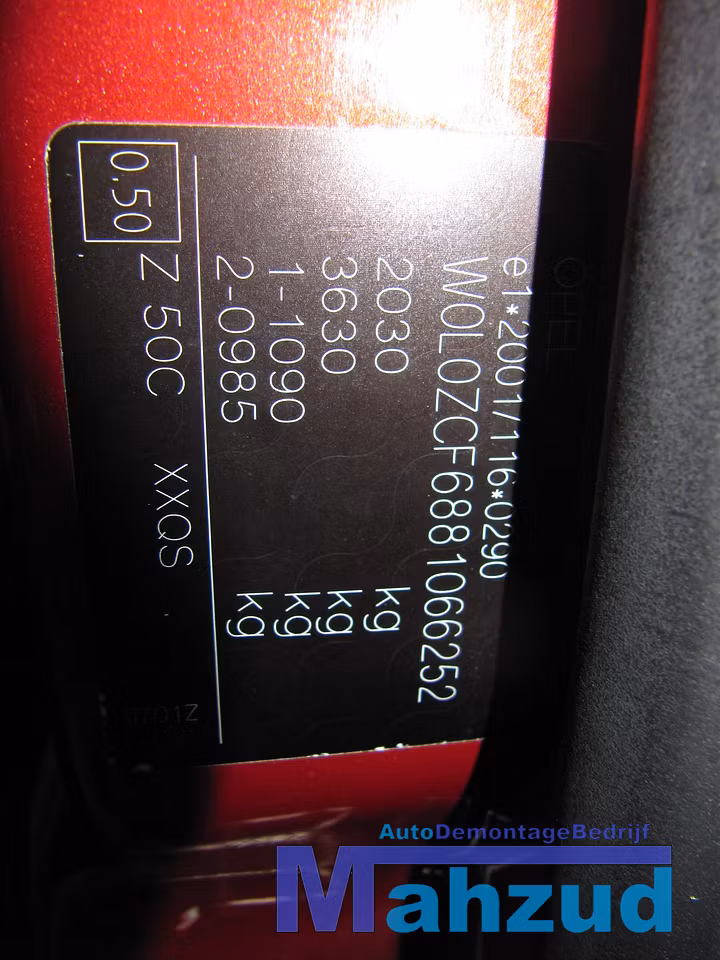 OPEL
e1*2001/116*0290
W0L0ZCF6881066252
2030 kg
3630 kg
1-1090 kg
2-0985 kg
0.50 Z 50C XXQS
AutoDemontageBedrijf
Mahzud